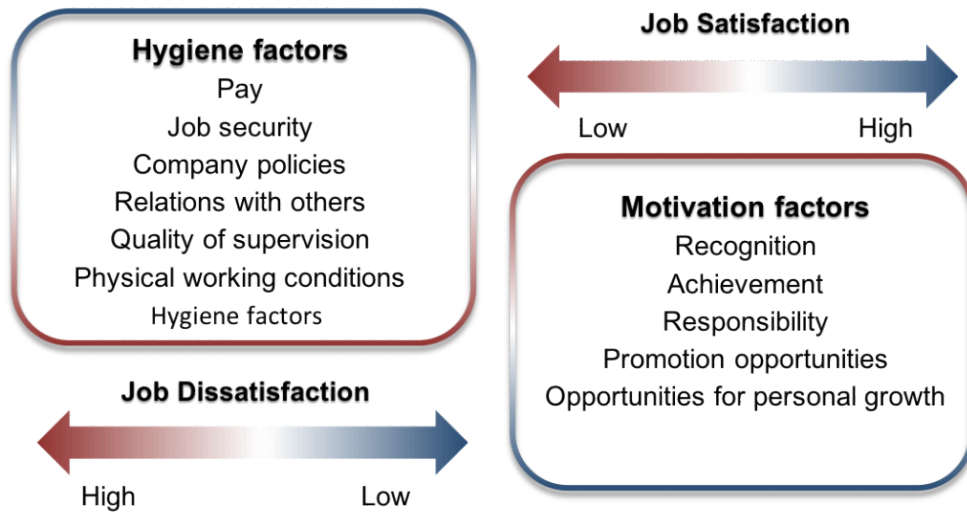 Hygiene factors
Pay
Job security
Company policies
Relations with others
Quality of supervision
Physical working conditions
Hygiene factors
Job Dissatisfaction
High
Low
Job Satisfaction
Low
High
Motivation factors
Recognition
Achievement
Responsibility
Promotion opportunities
Opportunities for personal growth